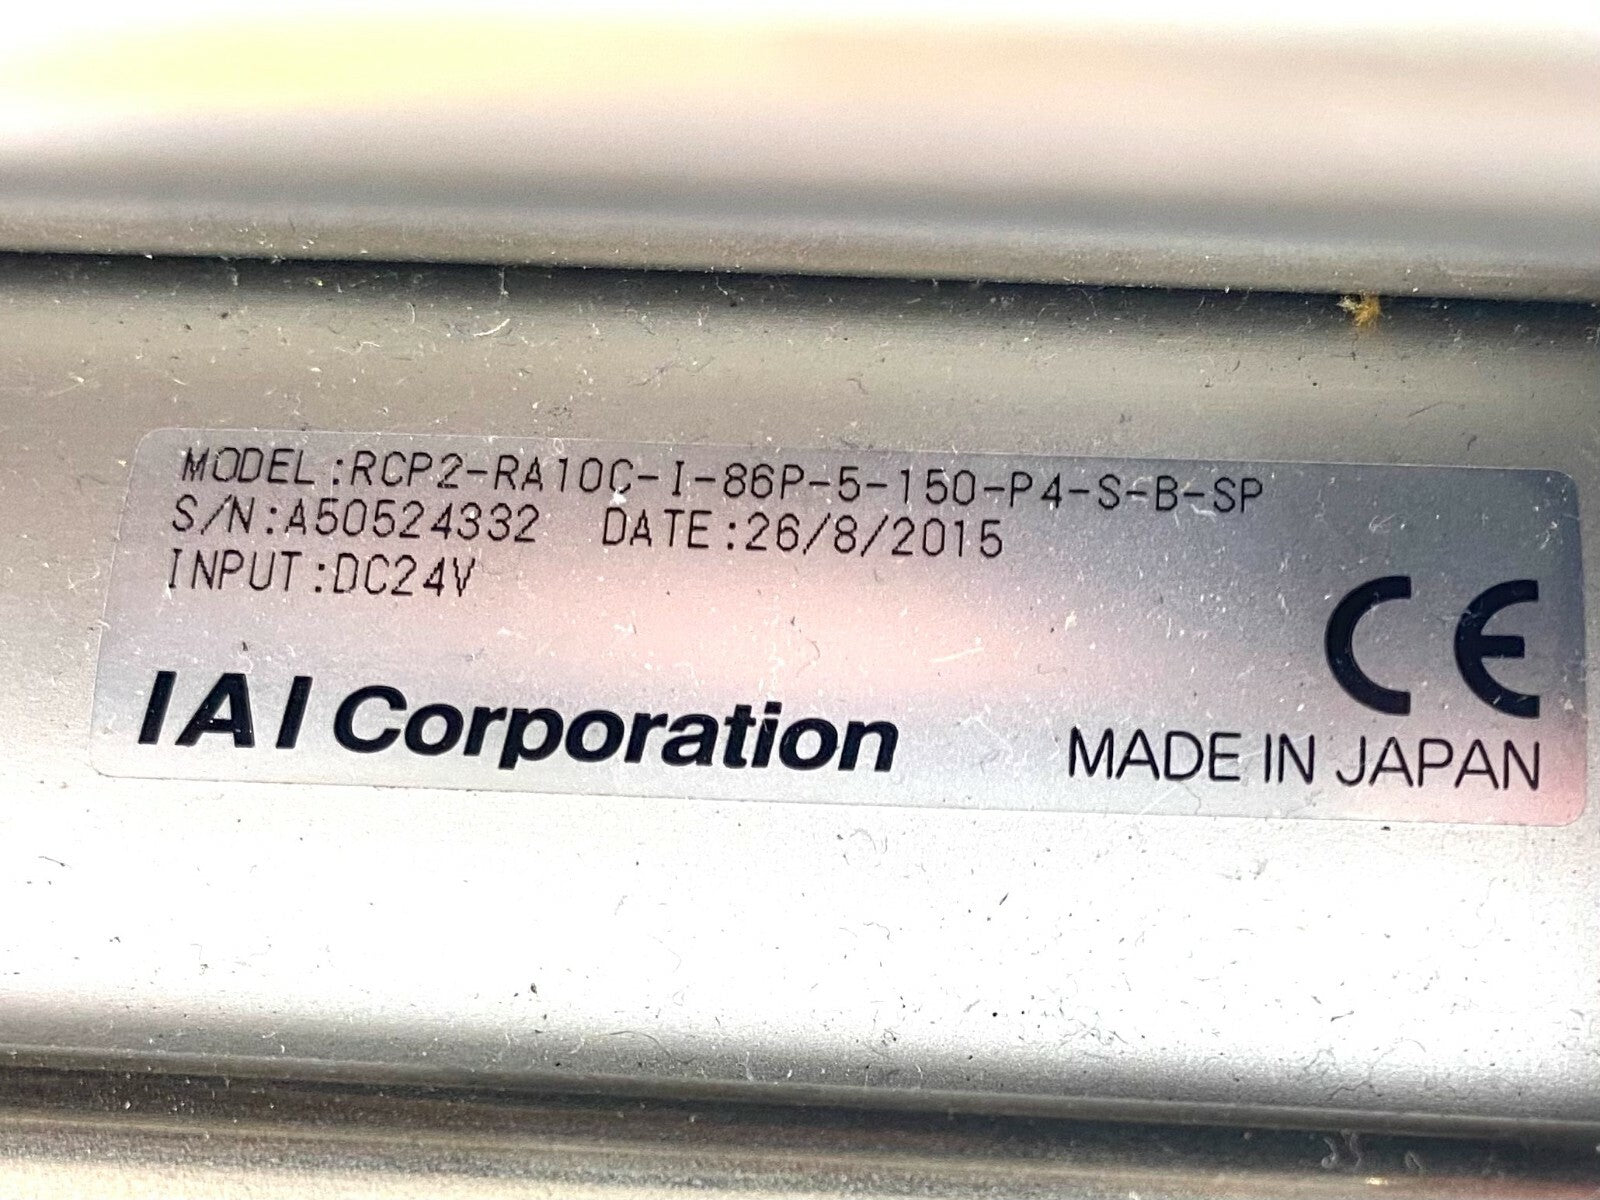 MODEL:RCP2-RA10C-I-86P-5-150-P4-S-B-SP
S/N:A50524332 DATE:26/8/2015
INPUT:DC24V
CE
IAI Corporation
MADE IN JAPAN